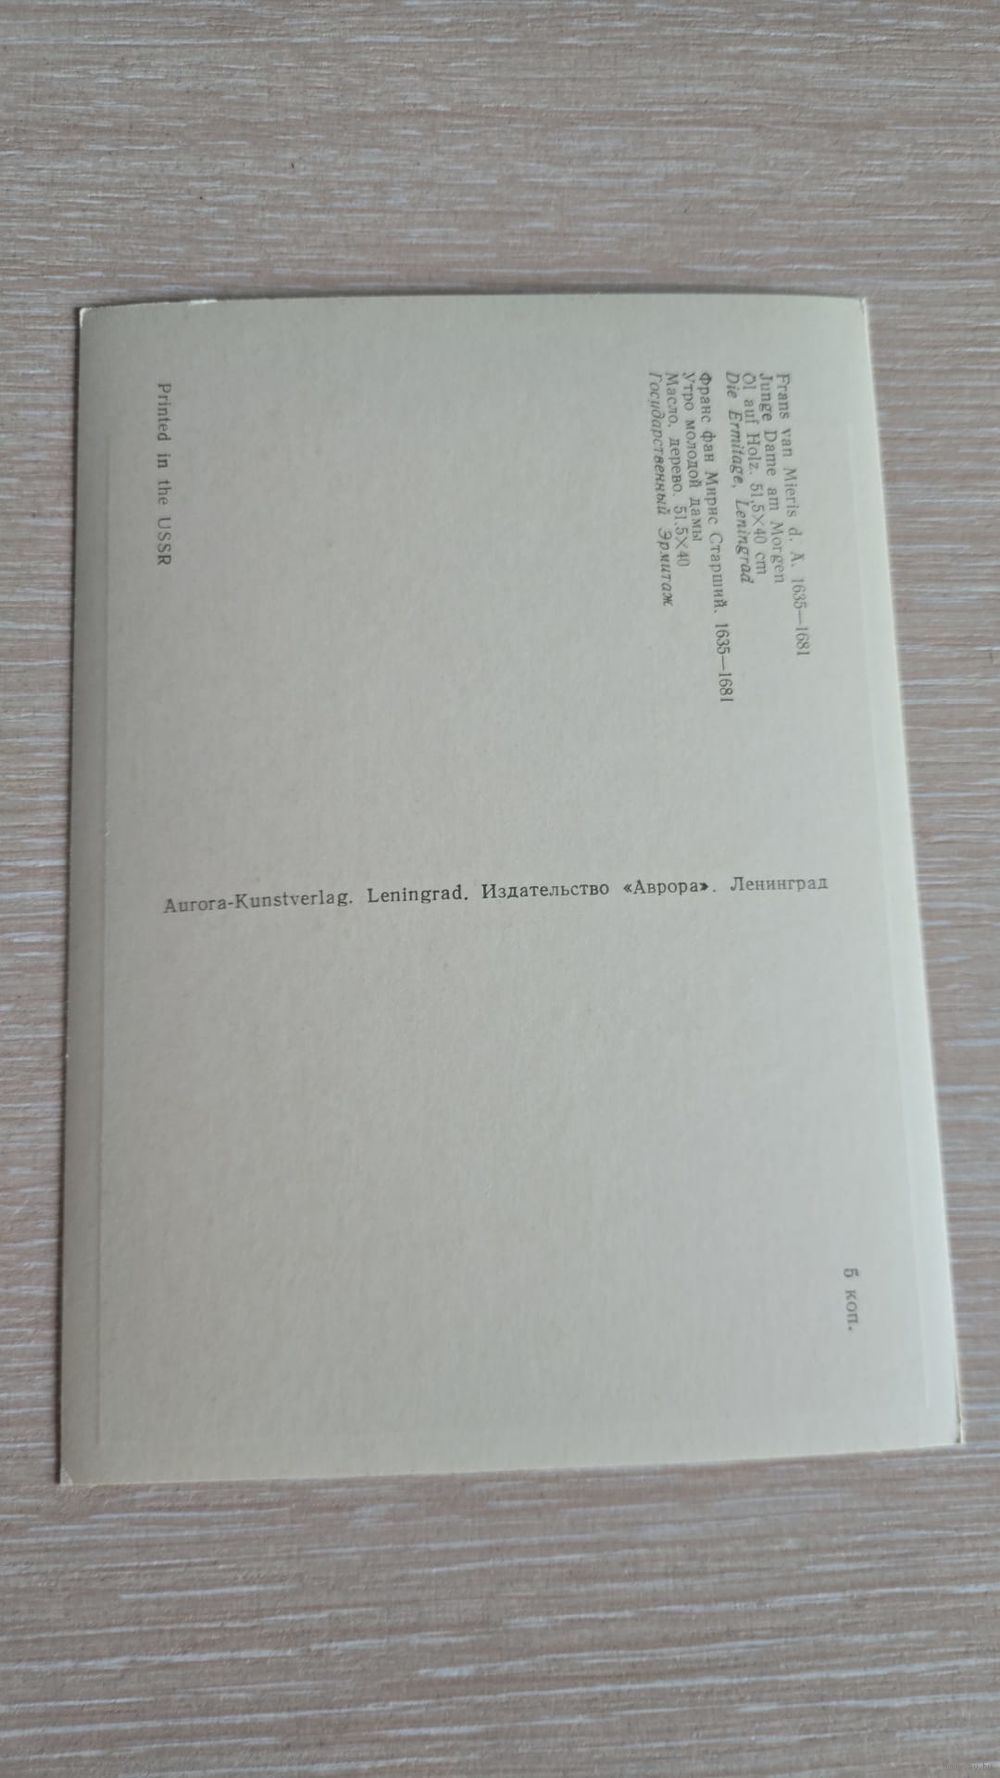 Frans van Mieris d. A. 1635—1681
Junge Dame am Morgen
Öl auf Holz. 51,5×40 cm
Die Ermitage, Leningrad
Франс фан Мирис Старший. 1635—1681
Утро молодой дамы
Масло, дерево. 51.5×40
Государственный Эрмитаж
Printed in the USSR
Aurora-Kunstverlag. Leningrad. Издательство «Аврора». Ленинград
5 коп.